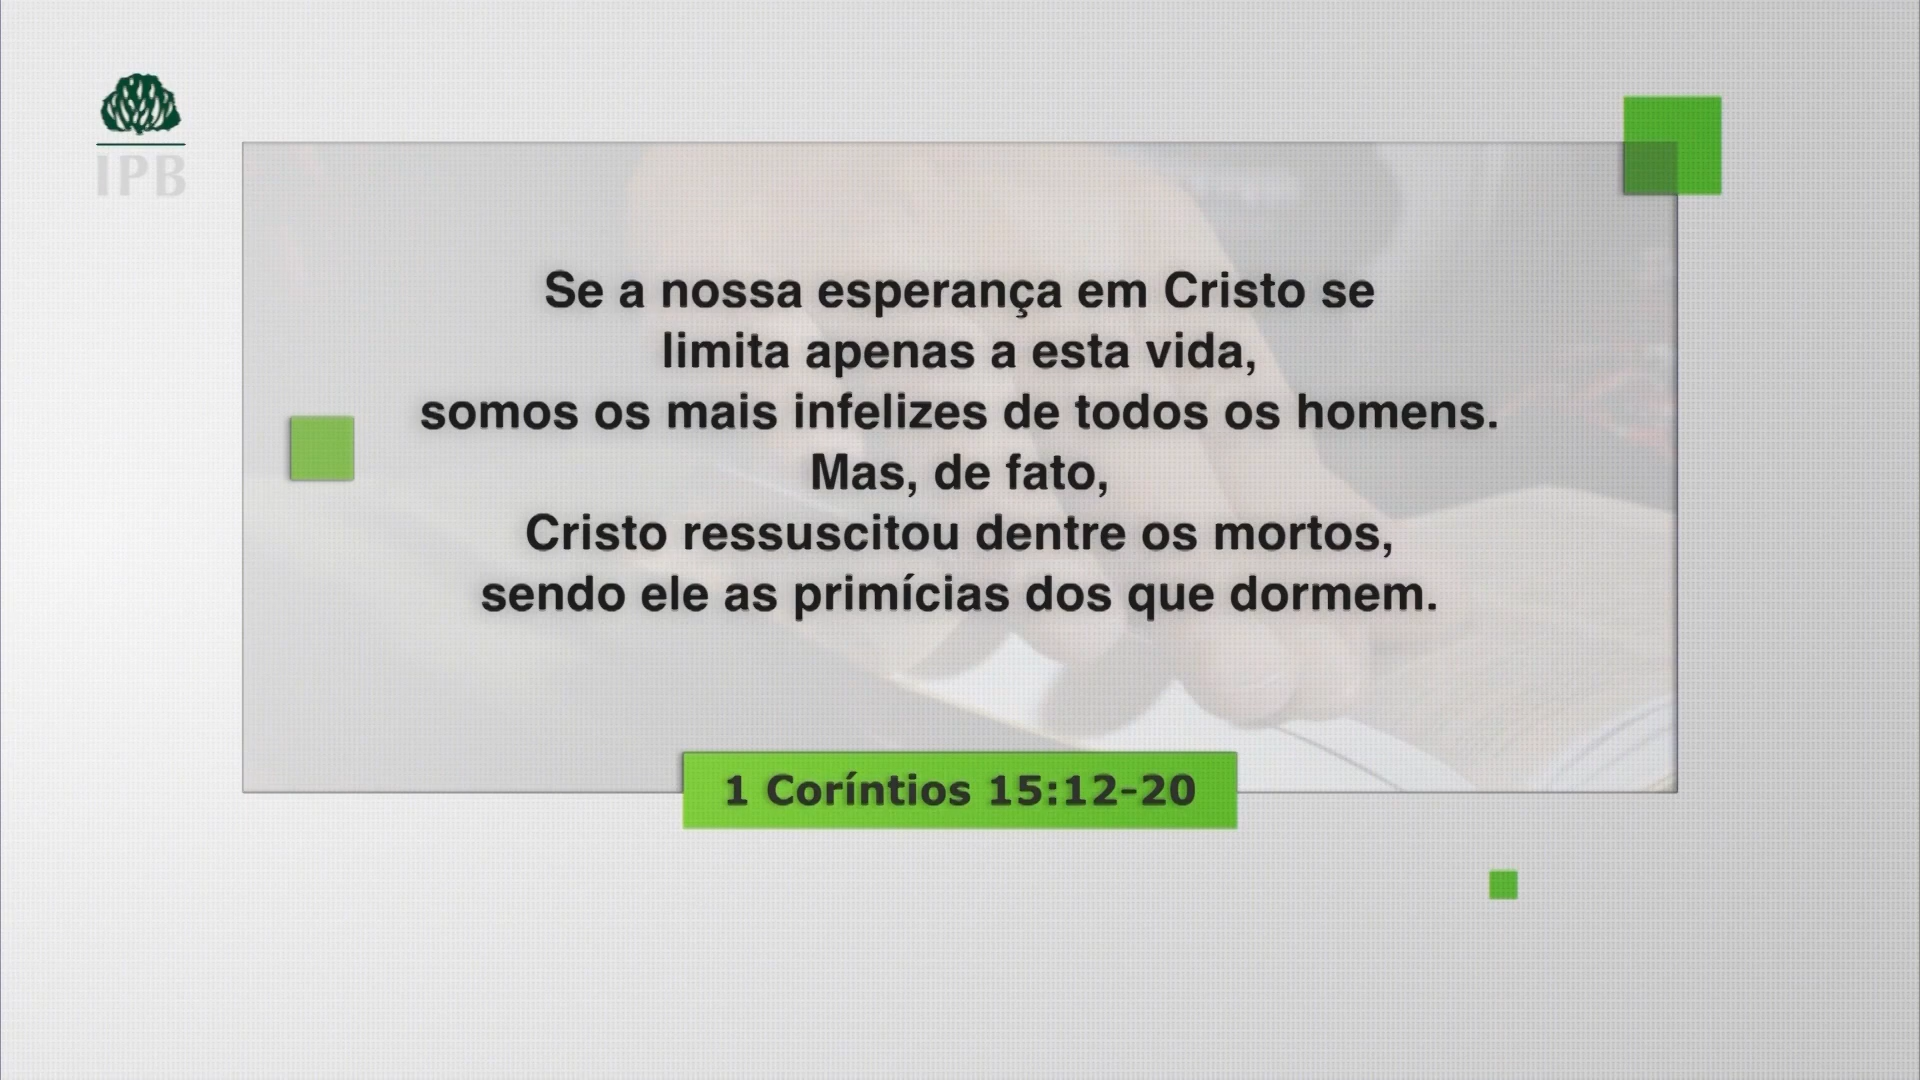 IPB
Se a nossa esperança em Cristo se
limita apenas a esta vida,
somos os mais infelizes de todos os homens.
Mas, de fato,
Cristo ressuscitou dentre os mortos,
sendo ele as primícias dos que dormem.
1 Coríntios 15:12-20